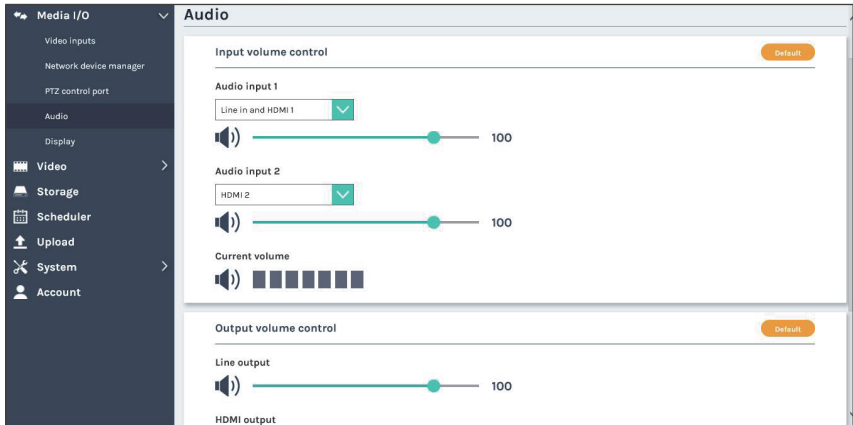 Media I/O
Video inputs
Network device manager
PTZ control port
Audio
Display
Video
Storage
Scheduler
Upload
System
Account
Audio
Input volume control
Default
Audio input 1
Line in and HDMI 1
100
Audio input 2
HDMI 2
100
Current volume
Output volume control
Default
Line output
100
HDMI output